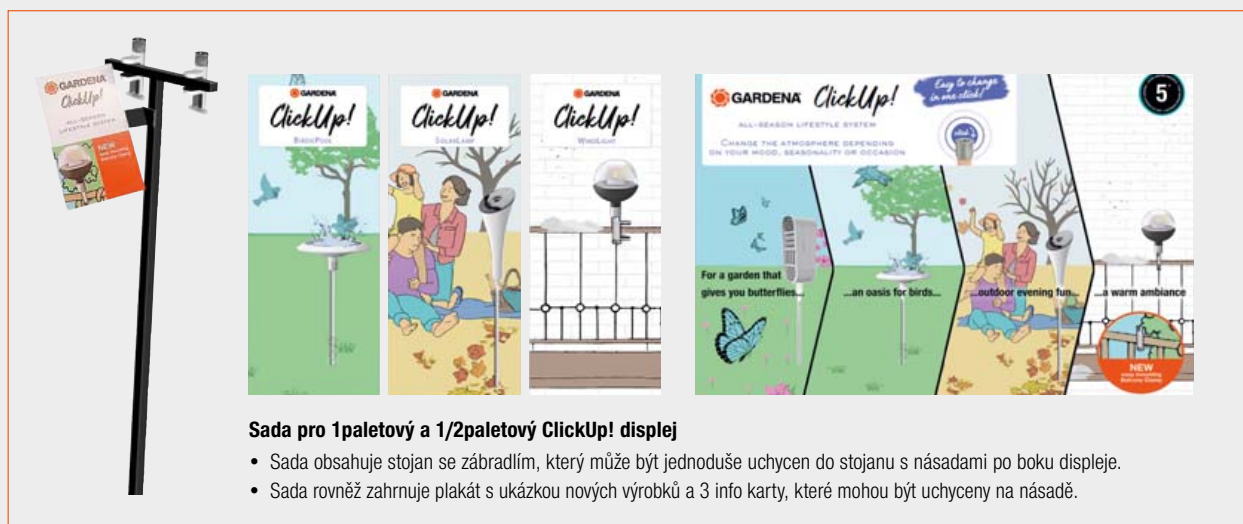 GARDENA
ClickUp!
ALL-SEASON
LIFESTYLE SYSTEM
NEW
GARDENA
ClickUp!
BIRDSPOOL
GARDENA
ClickUp!
SOLARLAMP
GARDENA
ClickUp!
WINDLIGHT
GARDENA ClickUp!
Easy to change
in one click!
5
ALL-SEASON LIFESTYLE SYSTEM
click!
CHANGE THE ATMOSPHERE DEPENDING
ON YOUR MOOD, SEASONALITY OR OCCASION
For a garden that
gives you butterflies...
...an oasis for birds...
...outdoor evening fun...
...a warm ambiance
NEW
Sada pro 1paletový a 1/2paletový ClickUp! displej
• Sada obsahuje stojan se zábradlím, který může být jednoduše uchycen do stojanu s násadami po boku displeje.
• Sada rovněž zahrnuje plakát s ukázkou nových výrobků a 3 info karty, které mohou být uchyceny na násadě.